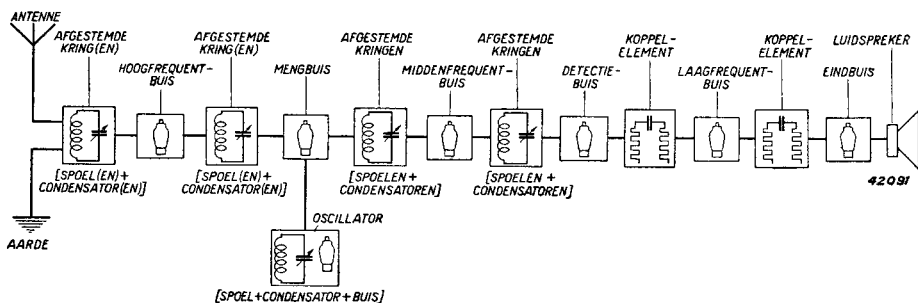 ANTENNE
AFGESTEMDE
KRING(EN)
HOOGFREQUENT-
BUIS
AFGESTEMDE
KRING(EN)
MENGBUIS
AFGESTEMDE
KRINGEN
MIDDENFREQUENT-
BUIS
AFGESTEMDE
KRINGEN
DETECTIE-
BUIS
KOPPEL-
ELEMENT
LAAGFREQUENT-
BUIS
KOPPEL-
ELEMENT
EINDBUIS
LUIDSPREKER
[SPOEL(EN)+
CONDENSATOR(EN)]
[SPOEL(EN)+
CONDENSATOR(EN)]
[SPOELEN+
CONDENSATOREN]
[SPOELEN +
CONDENSATOREN]
42091
AARDE
OSCILLATOR
[SPOEL+CONDENSATOR+BUIS]